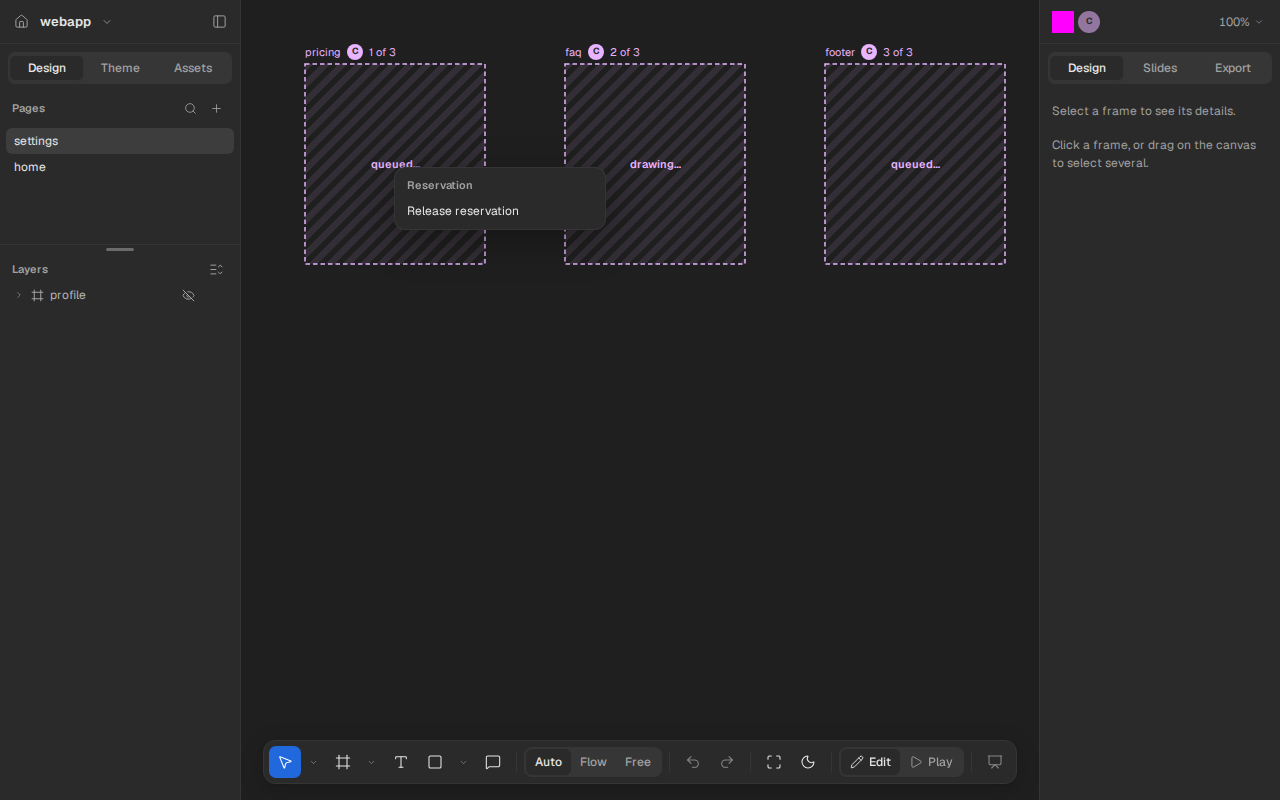 webapp
Design Theme Assets
Pages
settings
home
Layers
profile
pricing C 1 of 3
queued...
faq C 2 of 3
drawing...
footer C 3 of 3
queued...
Reservation
Release reservation
Auto Flow Free
Edit Play
C 100%
Design Slides Export
Select a frame to see its details.
Click a frame, or drag on the canvas
to select several.